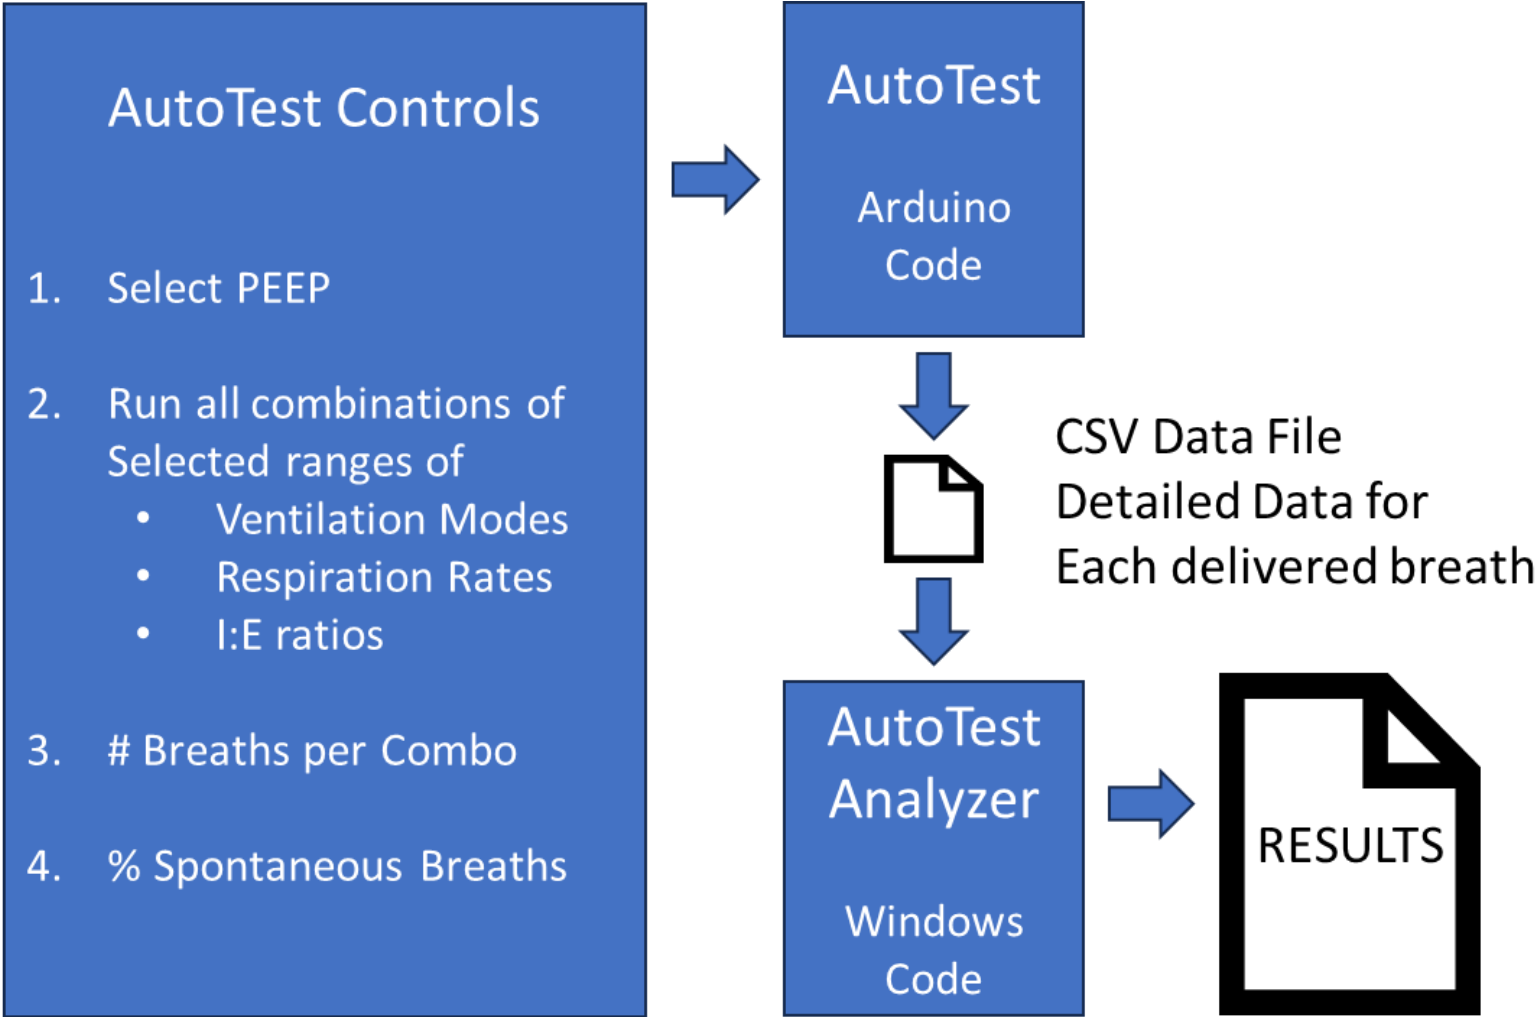 AutoTest Controls
1. Select PEEP
2. Run all combinations of
Selected ranges of
• Ventilation Modes
• Respiration Rates
• I:E ratios
3. # Breaths per Combo
4. % Spontaneous Breaths
AutoTest
Arduino
Code
CSV Data File
Detailed Data for
Each delivered breath
AutoTest
Analyzer
Windows
Code
RESULTS